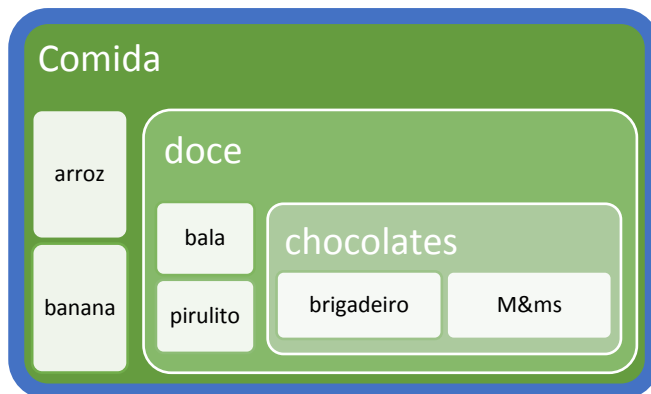 Comida
arroz
banana
doce
bala
pirulito
chocolates
brigadeiro
M&ms